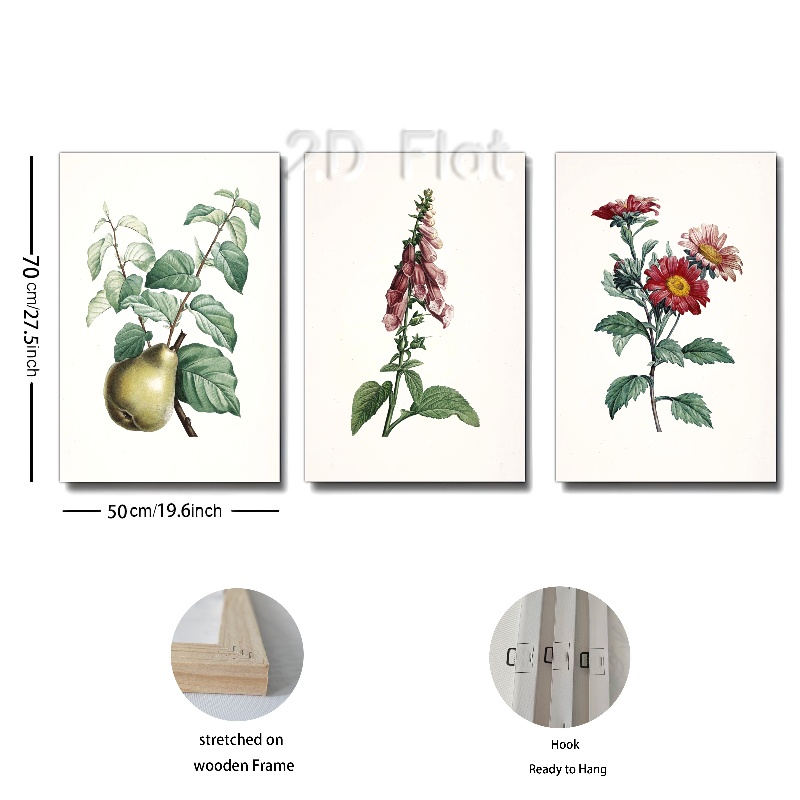 2D Flat
70cm/27.5inch
50cm/19.6inch
stretched on
wooden Frame
Hook
Ready to Hang